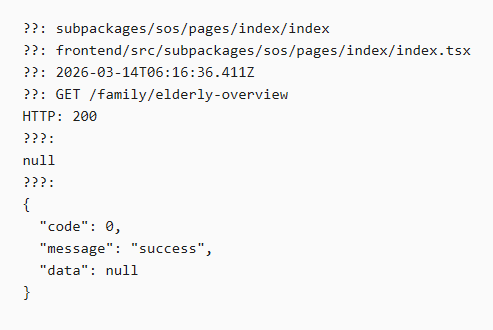 ??: subpackages/sos/pages/index/index
??: frontend/src/subpackages/sos/pages/index/index.tsx
??: 2026-03-14T06:16:36.411Z
??: GET /family/elderly-overview
HTTP: 200
???:
null
???:
{
  "code": 0,
  "message": "success",
  "data": null
}